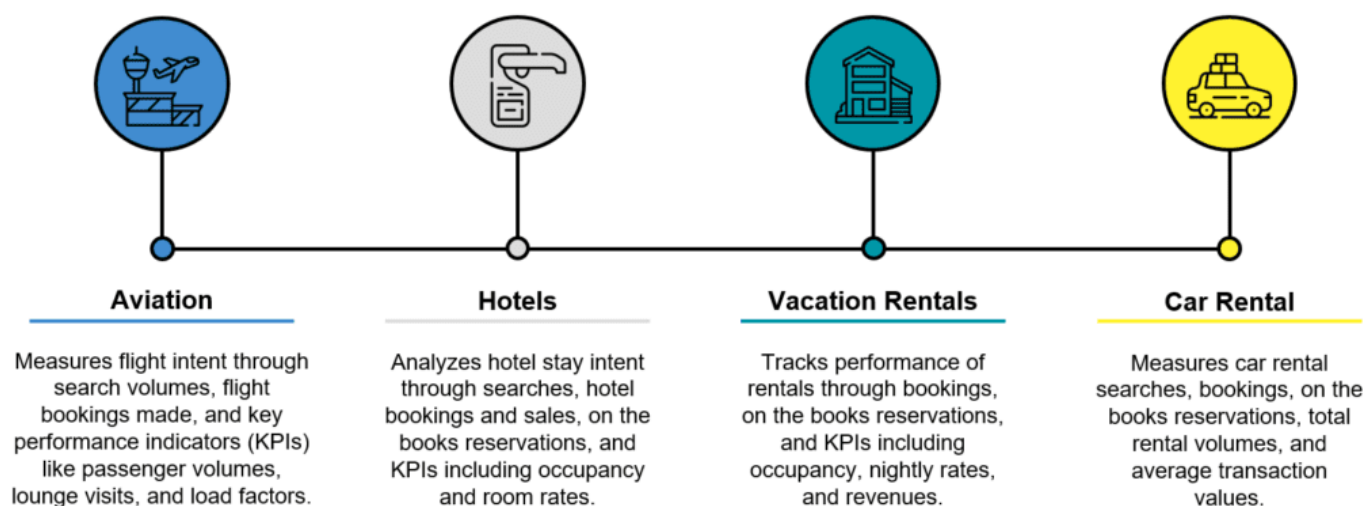 Aviation
Measures flight intent through
search volumes, flight
bookings made, and key
performance indicators (KPIs)
like passenger volumes,
lounge visits, and load factors.
Hotels
Analyzes hotel stay intent
through searches, hotel
bookings and sales, on the
books reservations, and
KPIs including occupancy
and room rates.
Vacation Rentals
Tracks performance of
rentals through bookings,
on the books reservations,
and KPIs including
occupancy, nightly rates,
and revenues.
Car Rental
Measures car rental
searches, bookings, on the
books reservations, total
rental volumes, and
average transaction
values.